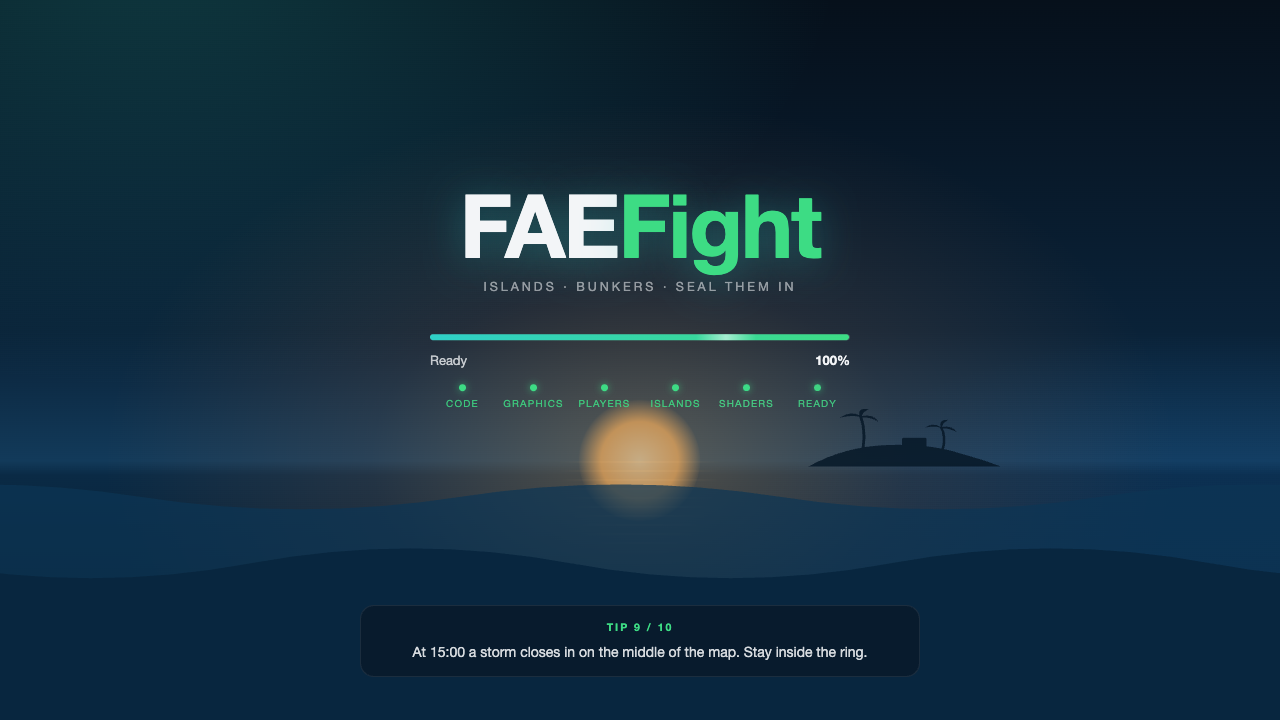 FAEFight
ISLANDS · BUNKERS · SEAL THEM IN
Ready 100%
CODE GRAPHICS PLAYERS ISLANDS SHADERS READY
TIP 9 / 10
At 15:00 a storm closes in on the middle of the map. Stay inside the ring.